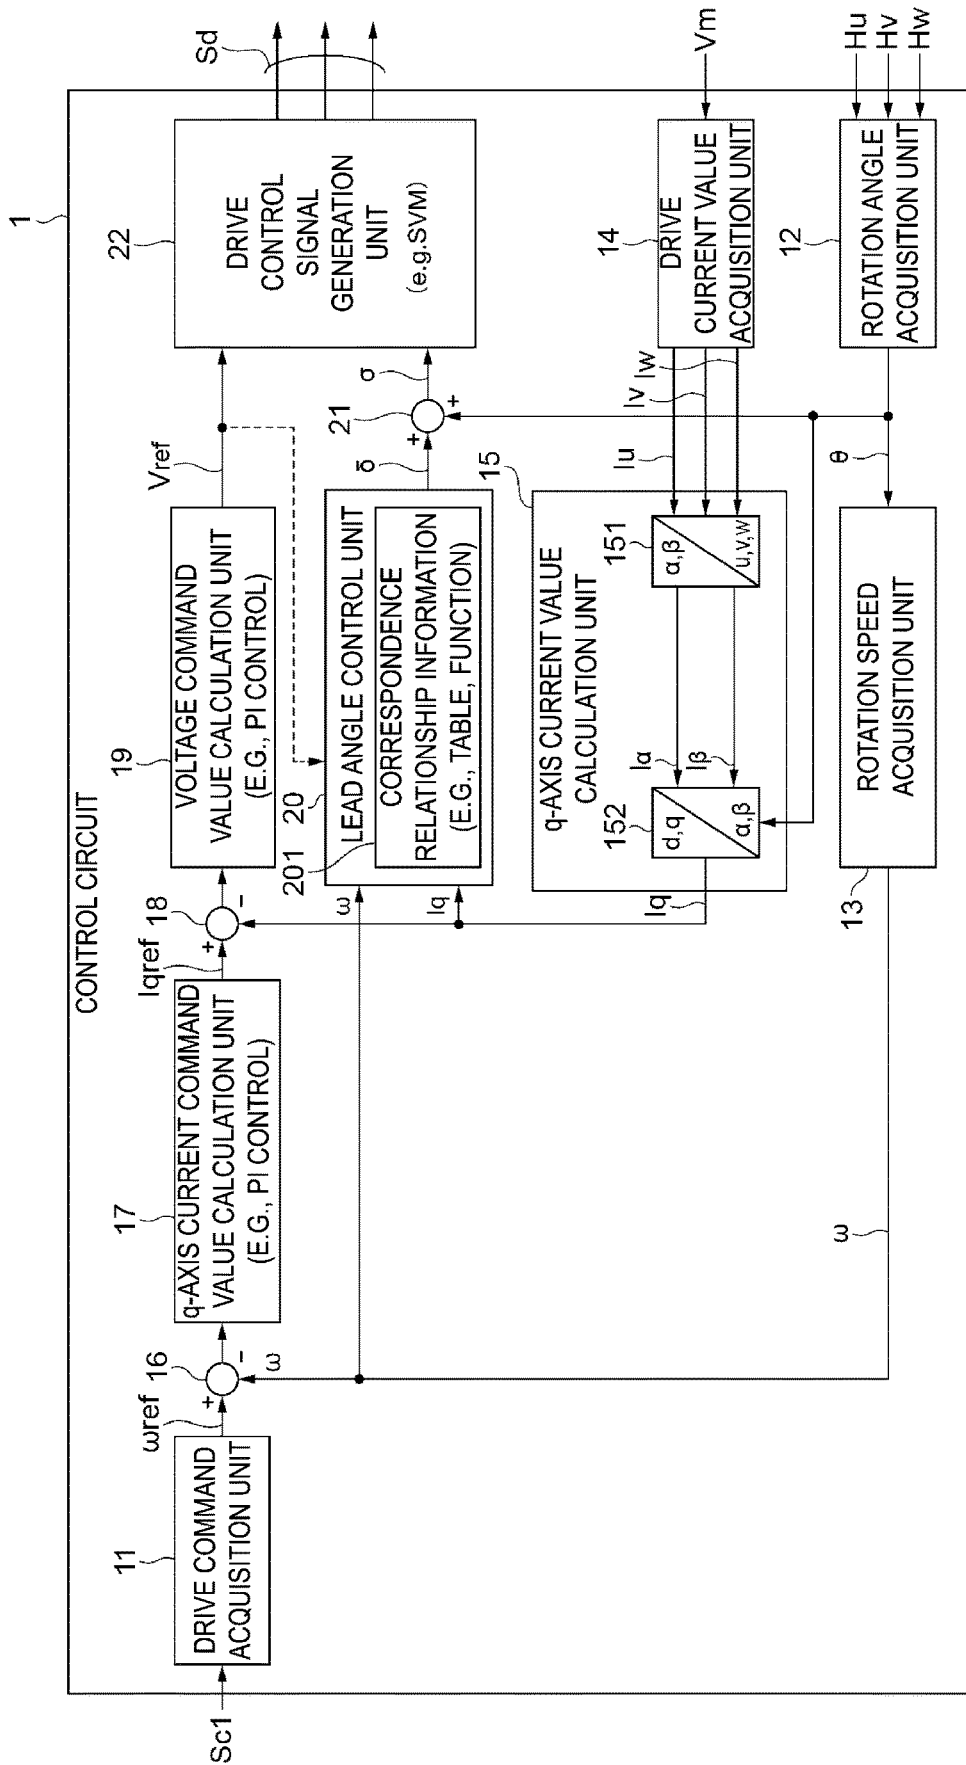 CONTROL CIRCUIT
1
Sc1
11
DRIVE COMMAND
ACQUISITION UNIT
ωref
16
+
-
ω
17
q-AXIS CURRENT COMMAND
VALUE CALCULATION UNIT
(E.G., PI CONTROL)
Iqref
18
+
-
19
VOLTAGE COMMAND
VALUE CALCULATION UNIT
(E.G., PI CONTROL)
Vref
22
DRIVE
CONTROL
SIGNAL
GENERATION
UNIT
(e.g.SVM)
Sd
ω
Iq
20
LEAD ANGLE CONTROL UNIT
201
CORRESPONDENCE
RELATIONSHIP INFORMATION
(E.G., TABLE, FUNCTION)
δ
21
+
+
σ
15
q-AXIS CURRENT VALUE
CALCULATION UNIT
Iq
152
d,q
α,β
Iα
Iβ
151
α,β
u,v,w
Iu
Iv
Iw
14
DRIVE
CURRENT VALUE
ACQUISITION UNIT
Vm
ω
13
ROTATION SPEED
ACQUISITION UNIT
θ
12
ROTATION ANGLE
ACQUISITION UNIT
Hu
Hv
Hw